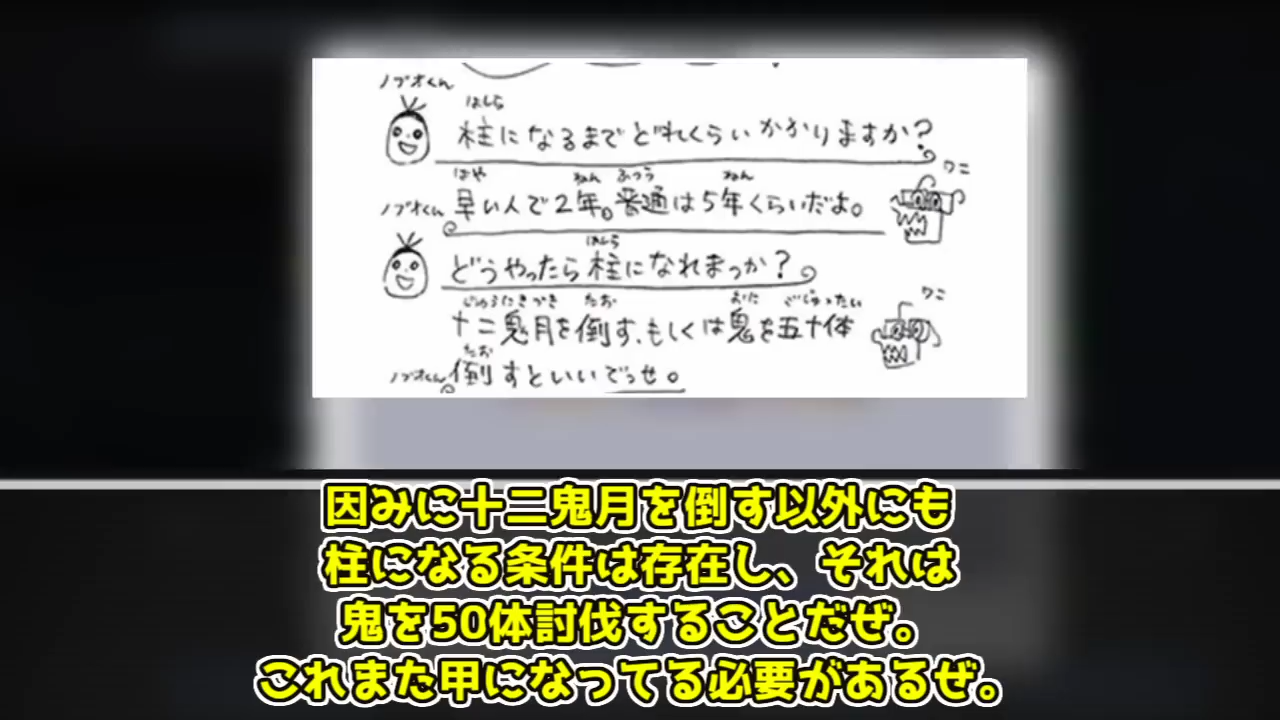 ノブオくん
はしら
柱になるまでどれくらいかかりますか?
はや ねん ふつう ねん
ワニ
ノブオくん 早い人で2年。普通は5年くらいだよ。
はしら
どうやったら柱になれまっか?
じゅうにきづき たお おに ごじゅったい
ワニ
十二鬼月を倒す、もしくは鬼を五十体
たお
ノブオくん 倒すといいでっせ。
因みに十二鬼月を倒す以外にも
柱になる条件は存在し、それは
鬼を50体討伐することだぜ。
これまた甲になってる必要があるぜ。